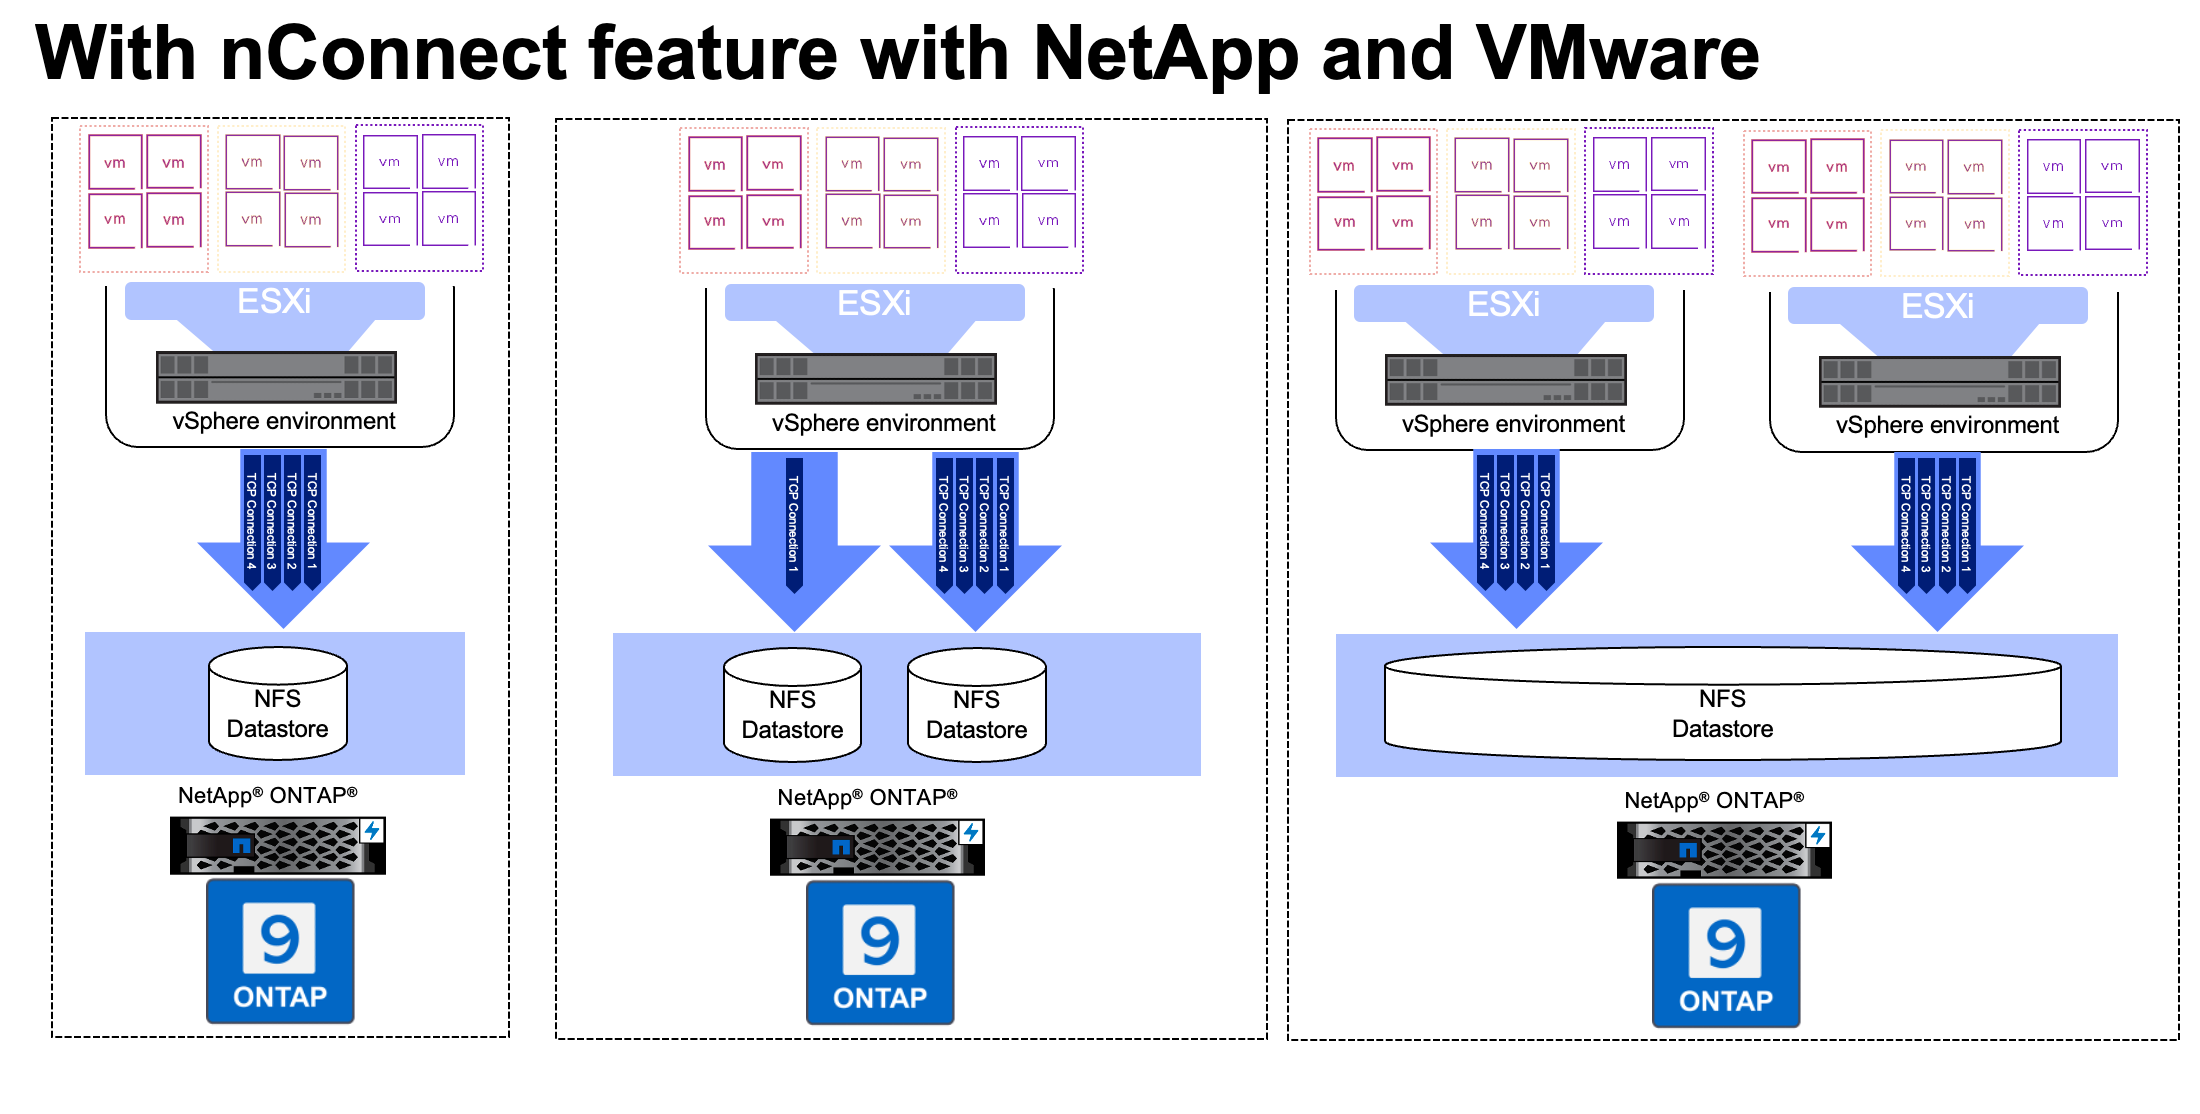 With nConnect feature with NetApp and VMware
vm vm vm vm vm vm
vm vm vm vm vm vm
ESXi
vSphere environment
TCP Connection 1
TCP Connection 2
TCP Connection 3
TCP Connection 4
NFS
Datastore
NetApp® ONTAP®
9
ONTAP
vm vm vm vm vm vm
vm vm vm vm vm vm
ESXi
vSphere environment
TCP Connection 1
TCP Connection 1
TCP Connection 2
TCP Connection 3
TCP Connection 4
NFS
Datastore
NFS
Datastore
NetApp® ONTAP®
9
ONTAP
vm vm vm vm vm vm
vm vm vm vm vm vm
ESXi
vSphere environment
vm vm vm vm vm vm
vm vm vm vm vm vm
ESXi
vSphere environment
TCP Connection 1
TCP Connection 2
TCP Connection 3
TCP Connection 4
TCP Connection 1
TCP Connection 2
TCP Connection 3
TCP Connection 4
NFS
Datastore
NetApp® ONTAP®
9
ONTAP